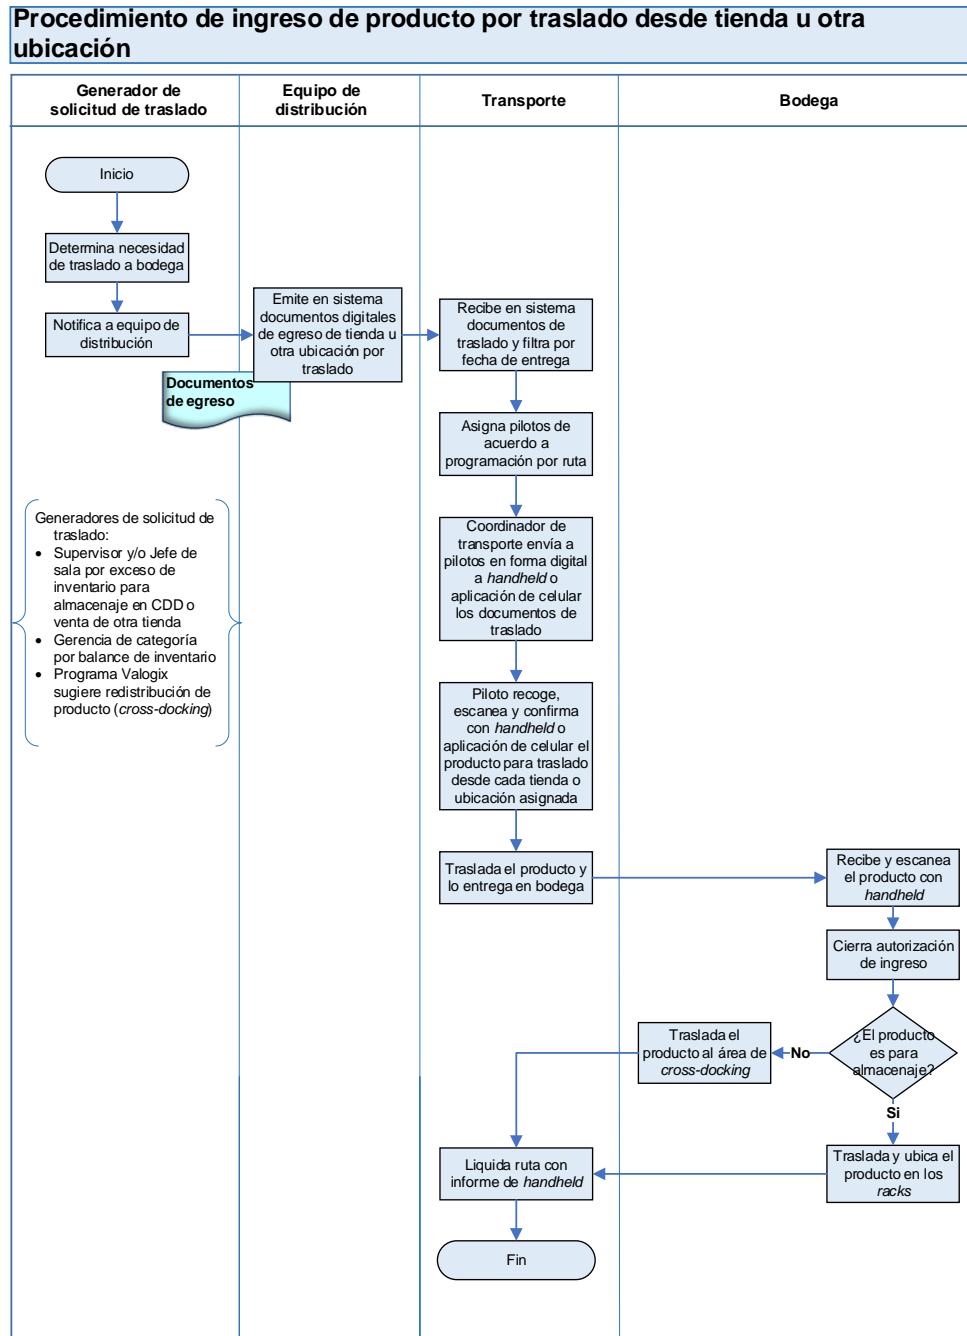 Procedimiento de ingreso de producto por traslado desde tienda u otra
ubicación
Generador de
solicitud de traslado
Equipo de
distribución
Transporte
Bodega
Inicio
Determina necesidad
de traslado a bodega
Notifica a equipo de
distribución
Emite en sistema
documentos digitales
de egreso de tienda u
otra ubicación por
traslado
Documentos
de egreso
Recibe en sistema
documentos de
traslado y filtra por
fecha de entrega
Asigna pilotos de
acuerdo a
programación por ruta
Generadores de solicitud de
traslado:
• Supervisor y/o Jefe de
sala por exceso de
inventario para
almacenaje en CDD o
venta de otra tienda
• Gerencia de categoría
por balance de inventario
• Programa Valogix
sugiere redistribución de
producto (cross-docking)
Coordinador de
transporte envía a
pilotos en forma digital
a handheld o
aplicación de celular
los documentos de
traslado
Piloto recoge,
escanea y confirma
con handheld o
aplicación de celular el
producto para traslado
desde cada tienda o
ubicación asignada
Traslada el producto y
lo entrega en bodega
Recibe y escanea
el producto con
handheld
Cierra autorización
de ingreso
¿El producto
es para
almacenaje?
No
Traslada el
producto al área de
cross-docking
Si
Traslada y ubica el
producto en los
racks
Liquida ruta con
informe de handheld
Fin